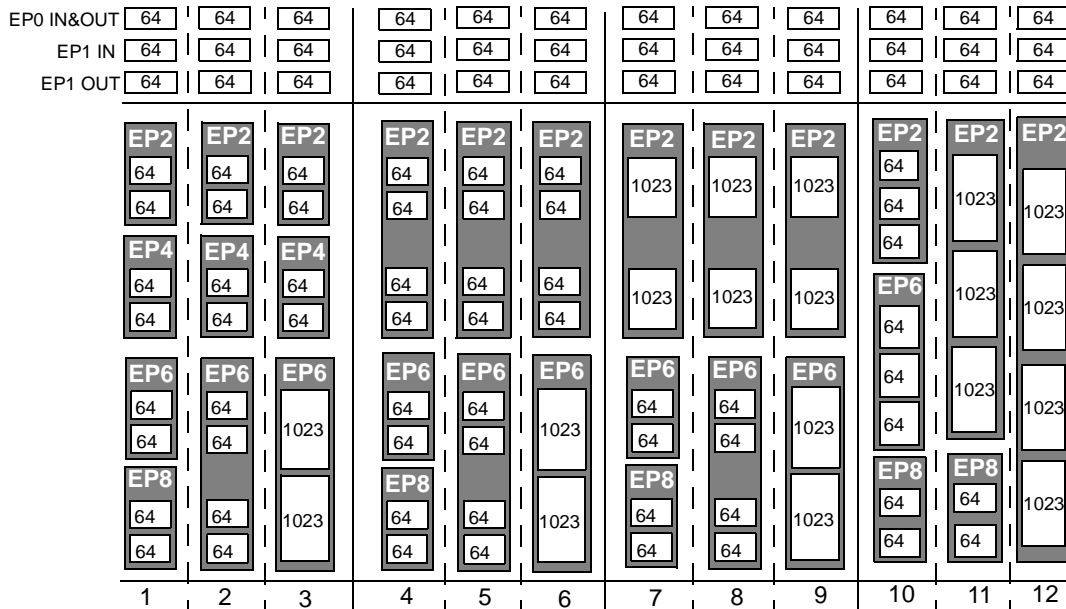 EP0 IN&OUT 64 64 64 64 64 64 64 64 64 64 64 64
EP1 IN 64 64 64 64 64 64 64 64 64 64 64 64
EP1 OUT 64 64 64 64 64 64 64 64 64 64 64 64
EP2 EP2 EP2 EP2 EP2 EP2 EP2 EP2 EP2 EP2 EP2 EP2
64 64 64 64 64 64 1023 1023 1023 64 1023 1023
64 64 64 64 64 64 64
64
EP4 EP4 EP4
64 64 64 64 64 64 1023 1023 1023 1023 1023
64 64 64 64 64 64
EP6
64
64
64
EP6 EP6 EP6 EP6 EP6 EP6 EP6 EP6 EP6
64 64 1023 64 64 1023 64 64 1023 1023 1023
64 64 64 64 64 64
EP8 EP8 EP8 EP8 EP8
64 64 1023 64 64 1023 64 64 1023 64 64 1023
64 64 64 64 64 64 64 64
1 2 3 4 5 6 7 8 9 10 11 12